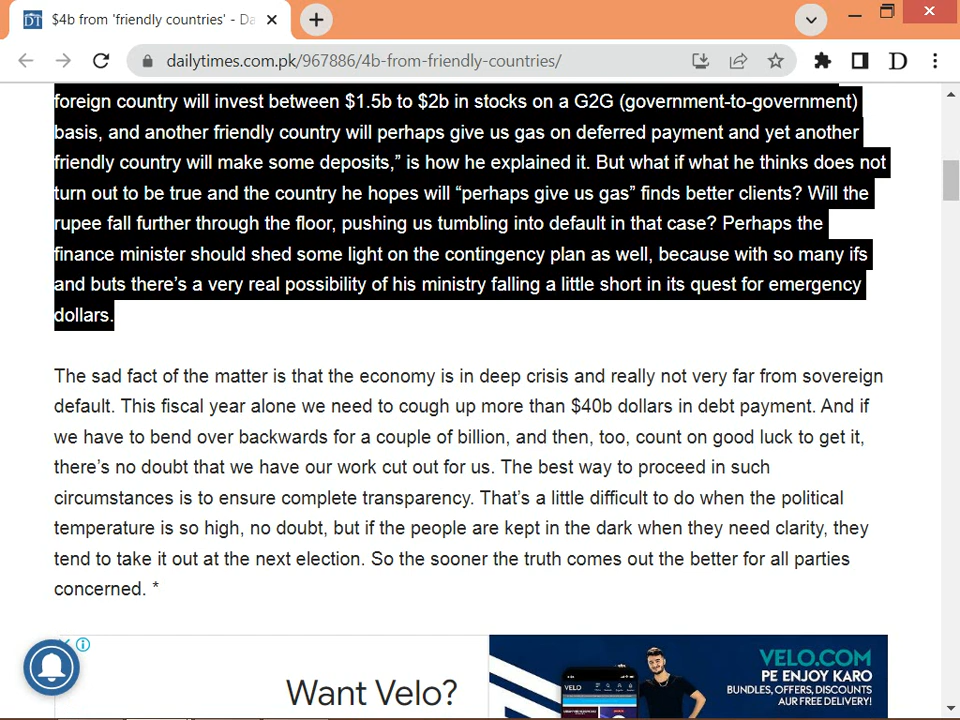 $4b from 'friendly countries' - Da
dailytimes.com.pk/967886/4b-from-friendly-countries/
foreign country will invest between $1.5b to $2b in stocks on a G2G (government-to-government)
basis, and another friendly country will perhaps give us gas on deferred payment and yet another
friendly country will make some deposits,” is how he explained it. But what if what he thinks does not
turn out to be true and the country he hopes will “perhaps give us gas” finds better clients? Will the
rupee fall further through the floor, pushing us tumbling into default in that case? Perhaps the
finance minister should shed some light on the contingency plan as well, because with so many ifs
and buts there’s a very real possibility of his ministry falling a little short in its quest for emergency
dollars.
The sad fact of the matter is that the economy is in deep crisis and really not very far from sovereign
default. This fiscal year alone we need to cough up more than $40b dollars in debt payment. And if
we have to bend over backwards for a couple of billion, and then, too, count on good luck to get it,
there’s no doubt that we have our work cut out for us. The best way to proceed in such
circumstances is to ensure complete transparency. That’s a little difficult to do when the political
temperature is so high, no doubt, but if the people are kept in the dark when they need clarity, they
tend to take it out at the next election. So the sooner the truth comes out the better for all parties
concerned. *
Want Velo?
VELO
VELO.COM
PE ENJOY KARO
BUNDLES, OFFERS, DISCOUNTS
AUR FREE DELIVERY!